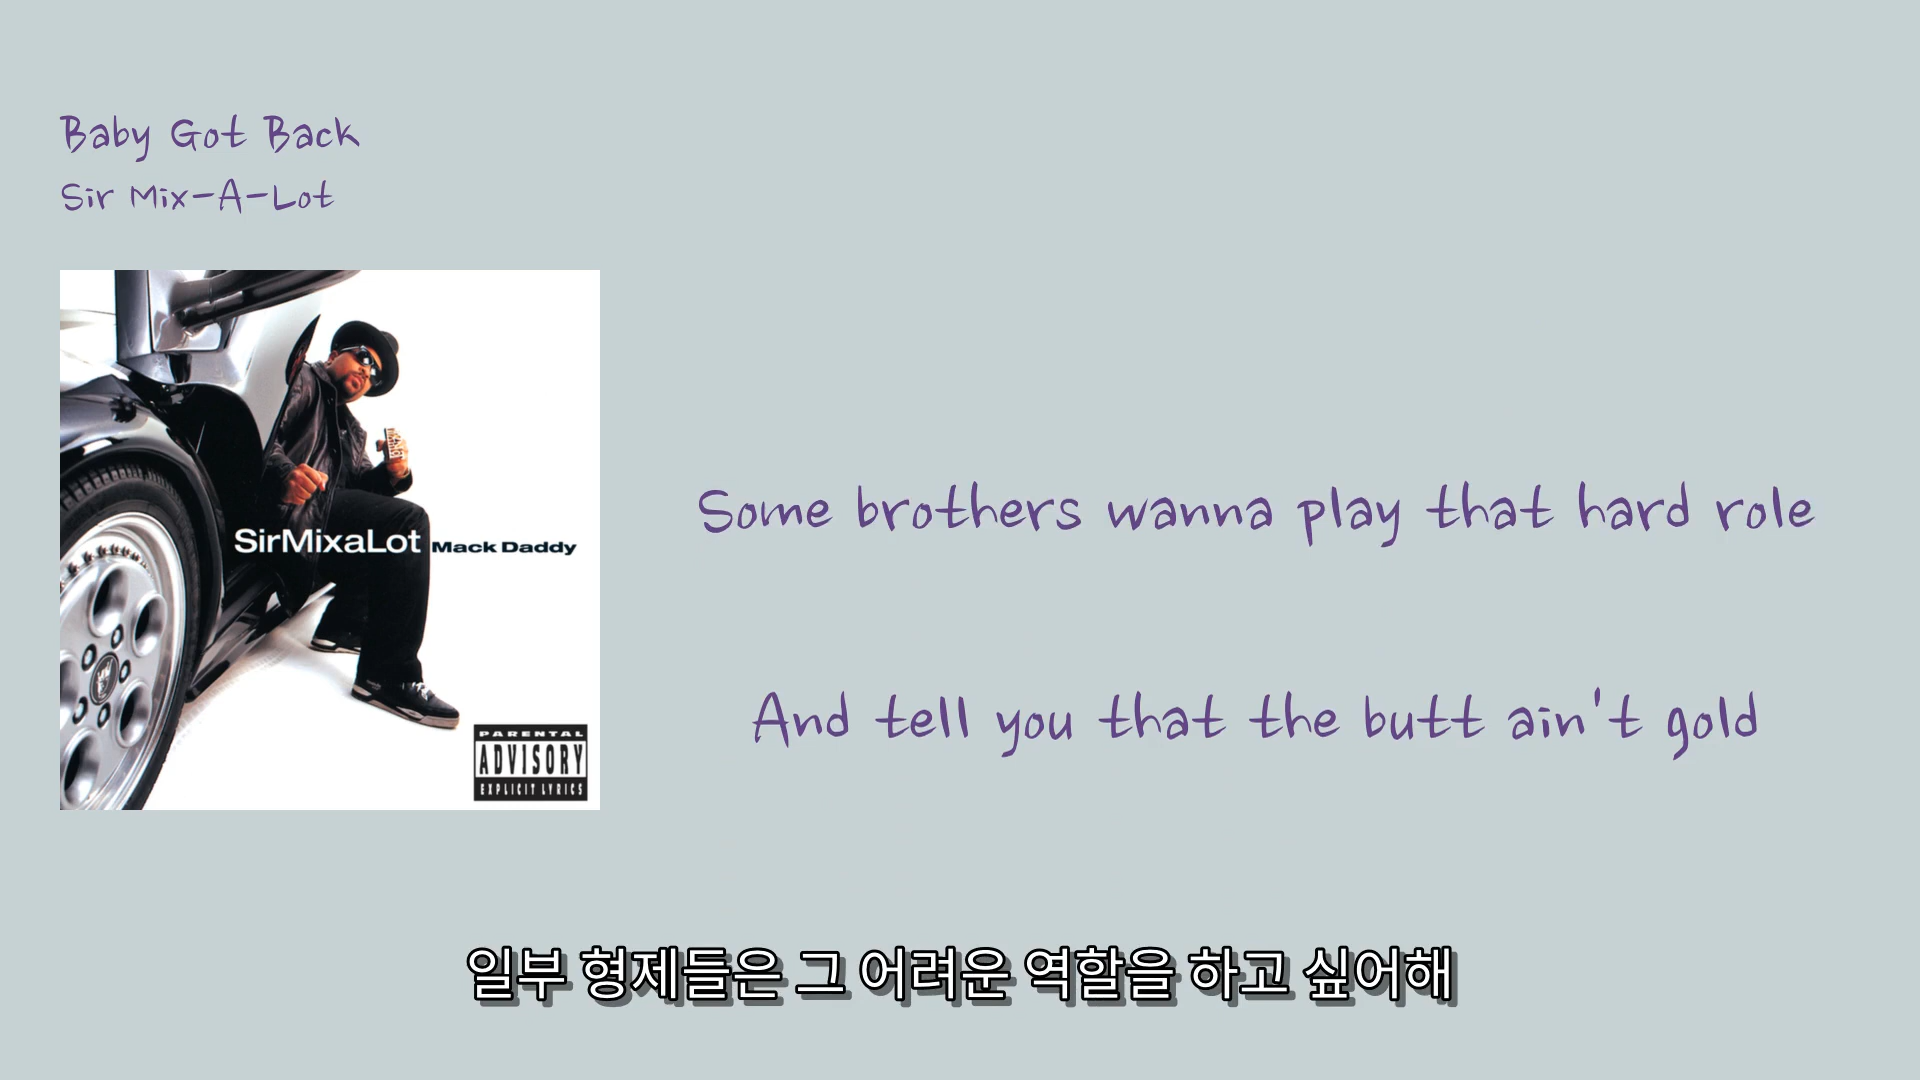 Baby Got Back
Sir Mix-A-Lot
SirMixaLot Mack Daddy
PARENTAL
ADVISORY
EXPLICIT LYRICS
Some brothers wanna play that hard role
And tell you that the butt ain't gold
일부 형제들은 그 어려운 역할을 하고 싶어해